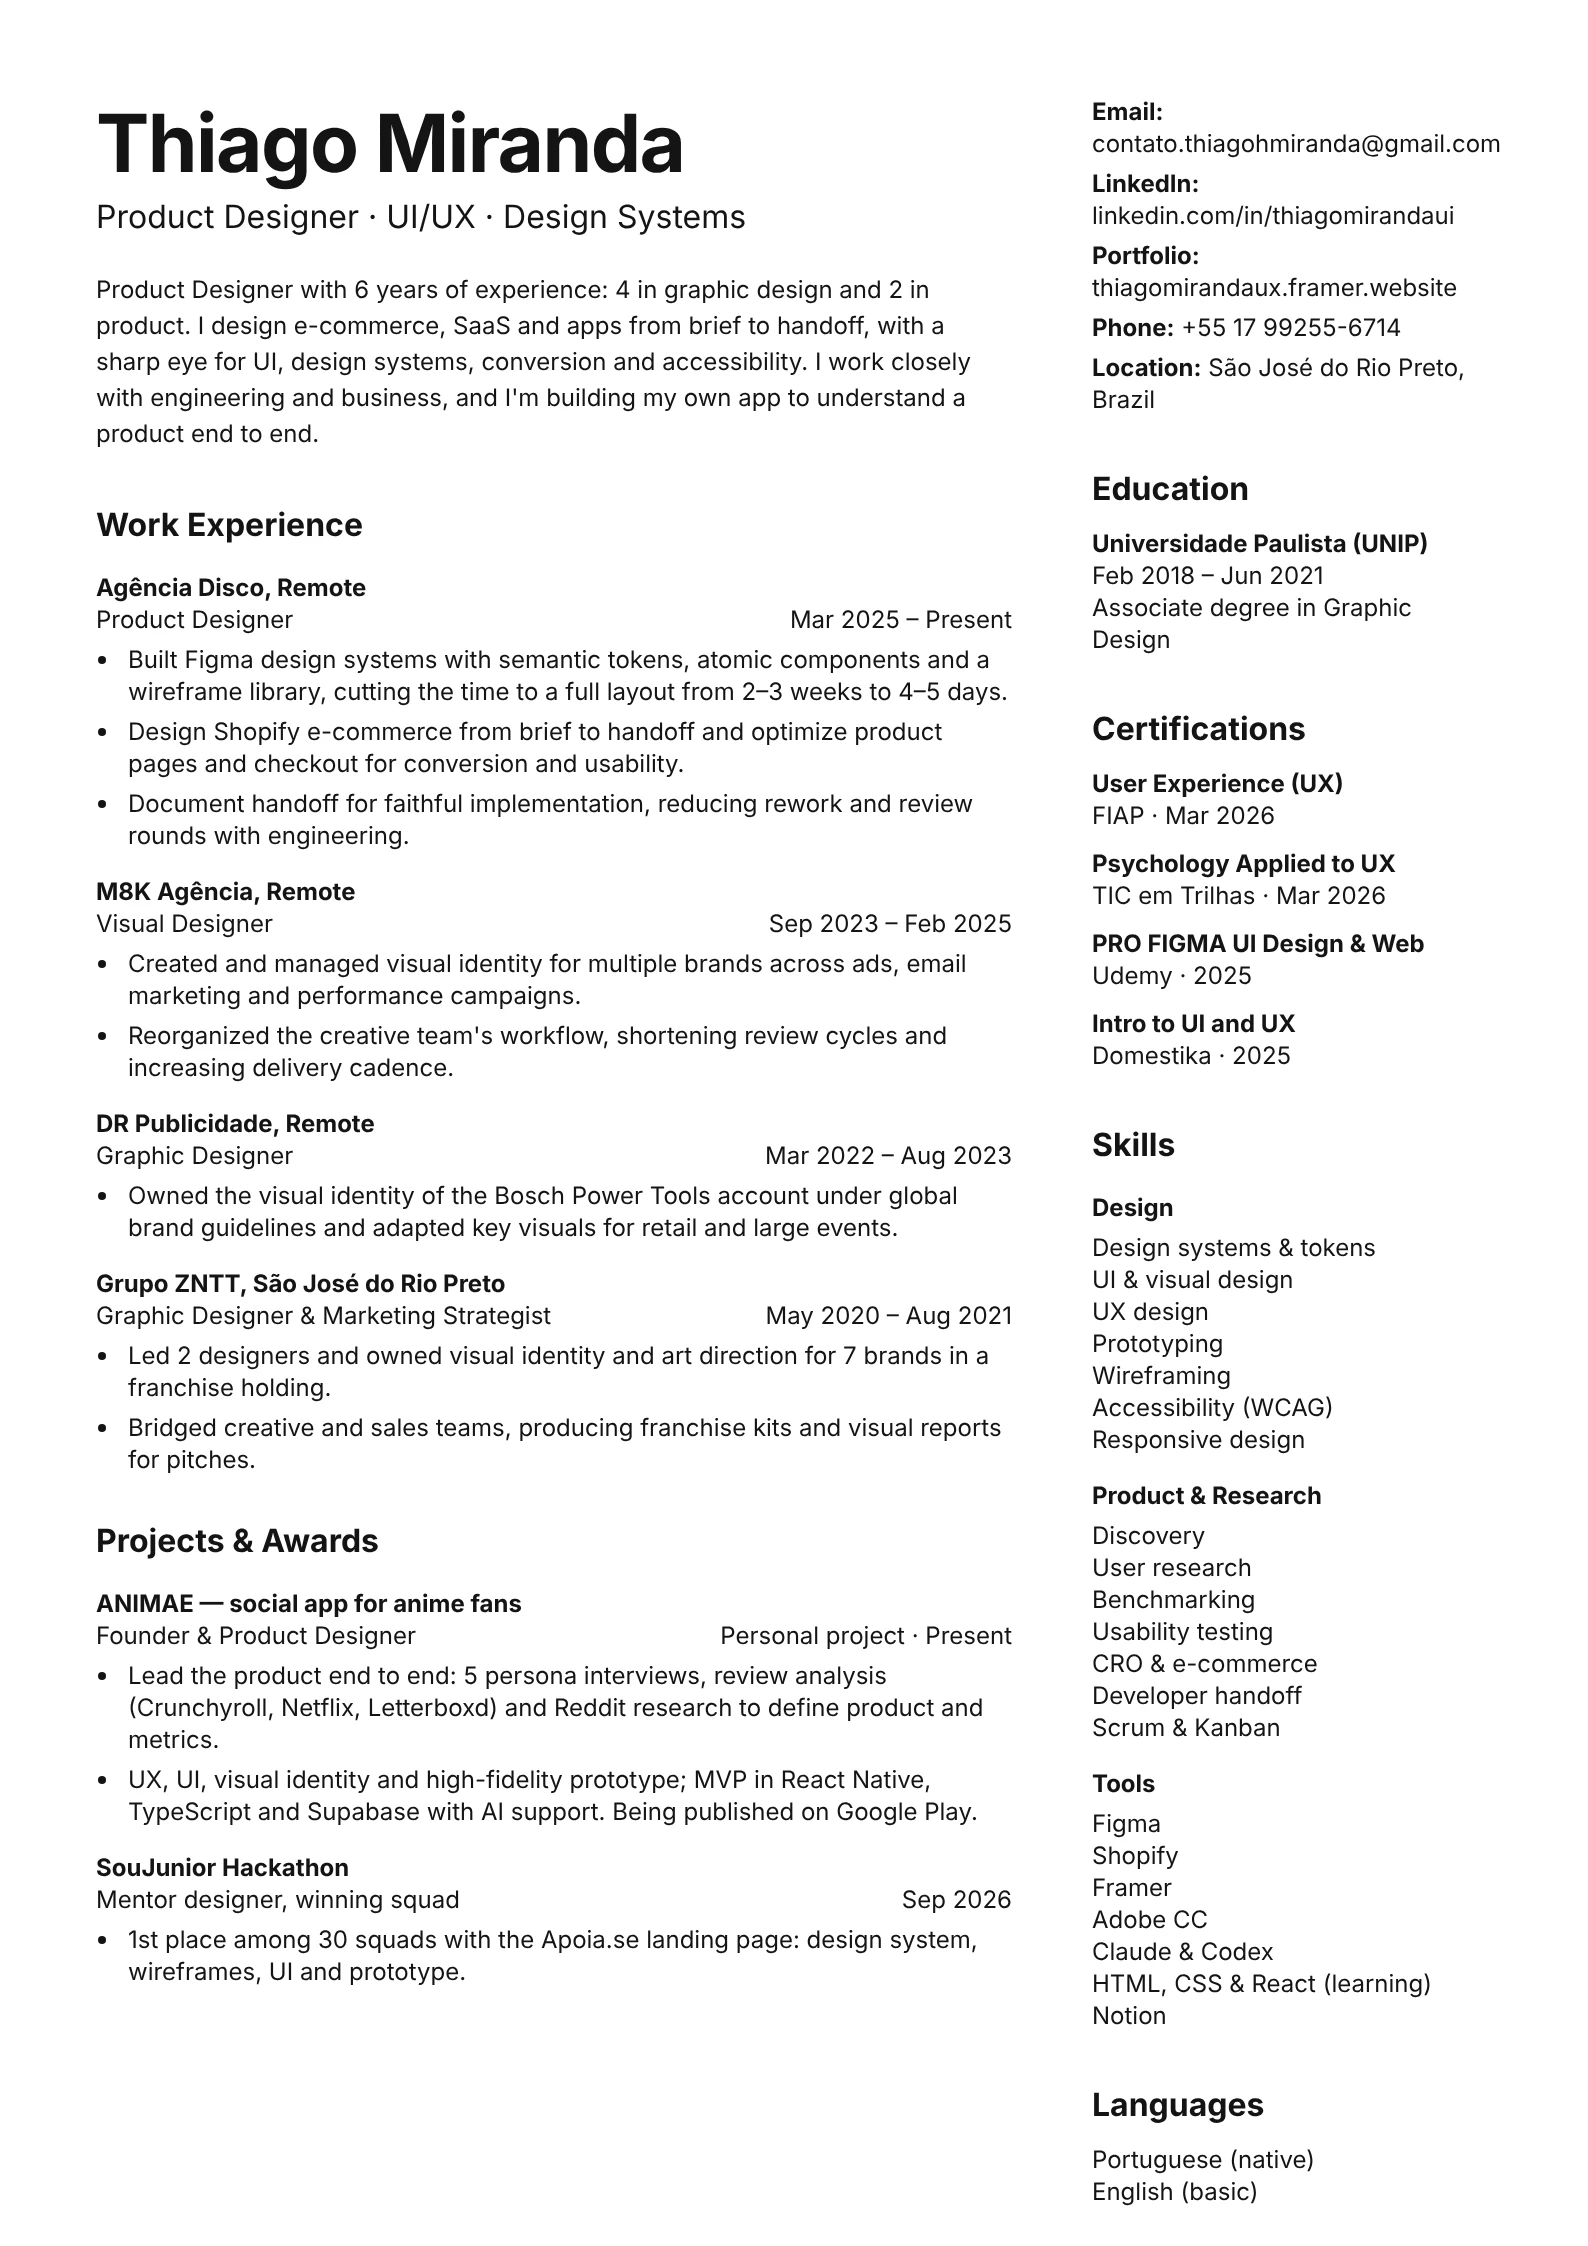 Thiago Miranda
Product Designer · UI/UX · Design Systems
Product Designer with 6 years of experience: 4 in graphic design and 2 in
product. I design e-commerce, SaaS and apps from brief to handoff, with a
sharp eye for UI, design systems, conversion and accessibility. I work closely
with engineering and business, and I'm building my own app to understand a
product end to end.
Work Experience
Agência Disco, Remote
Product Designer Mar 2025 – Present
• Built Figma design systems with semantic tokens, atomic components and a
wireframe library, cutting the time to a full layout from 2–3 weeks to 4–5 days.
• Design Shopify e-commerce from brief to handoff and optimize product
pages and checkout for conversion and usability.
• Document handoff for faithful implementation, reducing rework and review
rounds with engineering.
M8K Agência, Remote
Visual Designer Sep 2023 – Feb 2025
• Created and managed visual identity for multiple brands across ads, email
marketing and performance campaigns.
• Reorganized the creative team's workflow, shortening review cycles and
increasing delivery cadence.
DR Publicidade, Remote
Graphic Designer Mar 2022 – Aug 2023
• Owned the visual identity of the Bosch Power Tools account under global
brand guidelines and adapted key visuals for retail and large events.
Grupo ZNTT, São José do Rio Preto
Graphic Designer & Marketing Strategist May 2020 – Aug 2021
• Led 2 designers and owned visual identity and art direction for 7 brands in a
franchise holding.
• Bridged creative and sales teams, producing franchise kits and visual reports
for pitches.
Projects & Awards
ANIMAE — social app for anime fans
Founder & Product Designer Personal project · Present
• Lead the product end to end: 5 persona interviews, review analysis
(Crunchyroll, Netflix, Letterboxd) and Reddit research to define product and
metrics.
• UX, UI, visual identity and high-fidelity prototype; MVP in React Native,
TypeScript and Supabase with AI support. Being published on Google Play.
SouJunior Hackathon
Mentor designer, winning squad Sep 2026
• 1st place among 30 squads with the Apoia.se landing page: design system,
wireframes, UI and prototype.
Email:
contato.thiagohmiranda@gmail.com
LinkedIn:
linkedin.com/in/thiagomirandaui
Portfolio:
thiagomirandaux.framer.website
Phone: +55 17 99255-6714
Location: São José do Rio Preto,
Brazil
Education
Universidade Paulista (UNIP)
Feb 2018 – Jun 2021
Associate degree in Graphic
Design
Certifications
User Experience (UX)
FIAP · Mar 2026
Psychology Applied to UX
TIC em Trilhas · Mar 2026
PRO FIGMA UI Design & Web
Udemy · 2025
Intro to UI and UX
Domestika · 2025
Skills
Design
Design systems & tokens
UI & visual design
UX design
Prototyping
Wireframing
Accessibility (WCAG)
Responsive design
Product & Research
Discovery
User research
Benchmarking
Usability testing
CRO & e-commerce
Developer handoff
Scrum & Kanban
Tools
Figma
Shopify
Framer
Adobe CC
Claude & Codex
HTML, CSS & React (learning)
Notion
Languages
Portuguese (native)
English (basic)